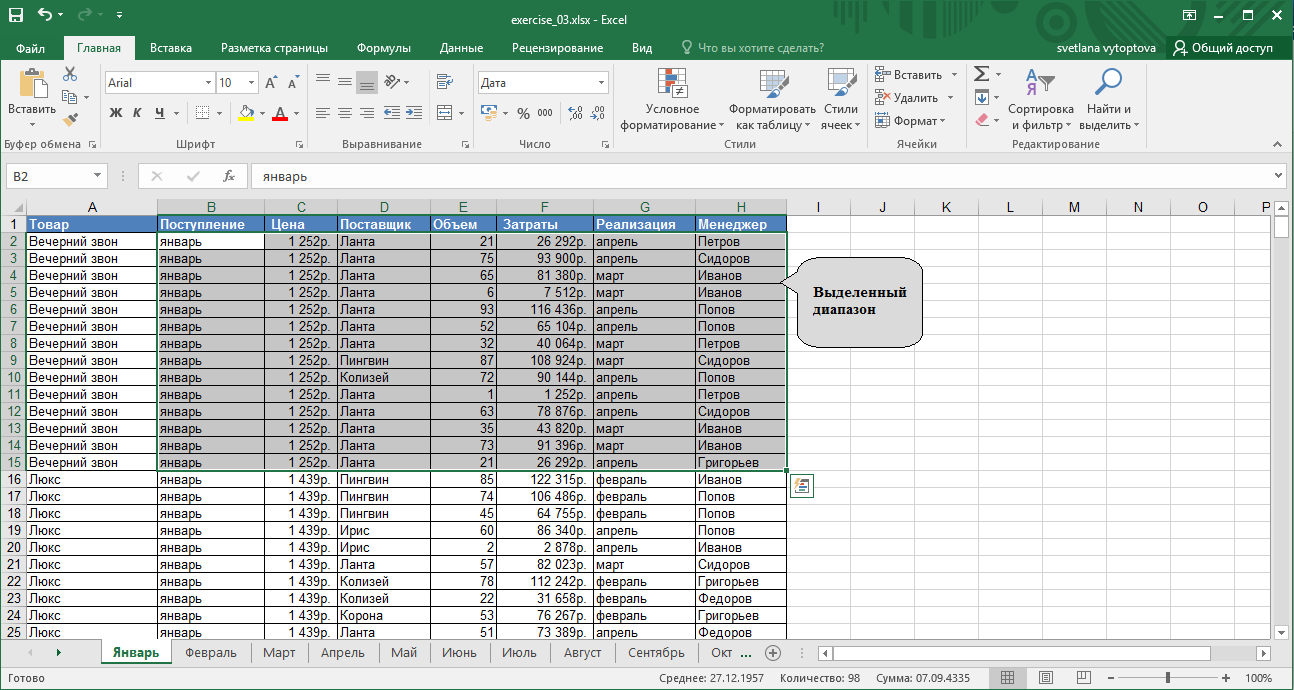 exercise_03.xlsx - Excel
Файл Главная Вставка Разметка страницы Формулы Данные Рецензирование Вид Что вы хотите сделать? svetlana vytoptova Общий доступ
Вставить
Буфер обмена
Arial 10
Ж К Ч
Шрифт
Выравнивание
Дата
% 000
Число
Условное форматирование
Форматировать как таблицу
Стили ячеек
Стили
Вставить
Удалить
Формат
Ячейки
Сортировка и фильтр
Найти и выделить
Редактирование
B2 fx январь
A B C D E F G H I J K L M N O P
1 Товар Поступление Цена Поставщик Объем Затраты Реализация Менеджер
2 Вечерний звон январь 1 252р. Ланта 21 26 292р. апрель Петров
3 Вечерний звон январь 1 252р. Ланта 75 93 900р. апрель Сидоров
4 Вечерний звон январь 1 252р. Ланта 65 81 380р. март Иванов
5 Вечерний звон январь 1 252р. Ланта 6 7 512р. март Иванов
6 Вечерний звон январь 1 252р. Ланта 93 116 436р. апрель Попов
7 Вечерний звон январь 1 252р. Ланта 52 65 104р. апрель Попов
8 Вечерний звон январь 1 252р. Ланта 32 40 064р. март Петров
9 Вечерний звон январь 1 252р. Пингвин 87 108 924р. март Сидоров
10 Вечерний звон январь 1 252р. Колизей 72 90 144р. апрель Попов
11 Вечерний звон январь 1 252р. Ланта 1 1 252р. апрель Петров
12 Вечерний звон январь 1 252р. Ланта 63 78 876р. апрель Сидоров
13 Вечерний звон январь 1 252р. Ланта 35 43 820р. март Иванов
14 Вечерний звон январь 1 252р. Ланта 73 91 396р. март Иванов
15 Вечерний звон январь 1 252р. Ланта 21 26 292р. апрель Григорьев
16 Люкс январь 1 439р. Пингвин 85 122 315р. февраль Иванов
17 Люкс январь 1 439р. Пингвин 74 106 486р. февраль Попов
18 Люкс январь 1 439р. Пингвин 45 64 755р. февраль Попов
19 Люкс январь 1 439р. Ирис 60 86 340р. апрель Попов
20 Люкс январь 1 439р. Ирис 2 2 878р. апрель Иванов
21 Люкс январь 1 439р. Ланта 57 82 023р. март Сидоров
22 Люкс январь 1 439р. Колизей 78 112 242р. февраль Григорьев
23 Люкс январь 1 439р. Колизей 22 31 658р. февраль Федоров
24 Люкс январь 1 439р. Корона 53 76 267р. февраль Григорьев
25 Люкс январь 1 439р. Ланта 51 73 389р. апрель Федоров
Выделенный
диапазон
Январь Февраль Март Апрель Май Июнь Июль Август Сентябрь Окт ...
Готово Среднее: 27.12.1957 Количество: 98 Сумма: 07.09.4335 100%